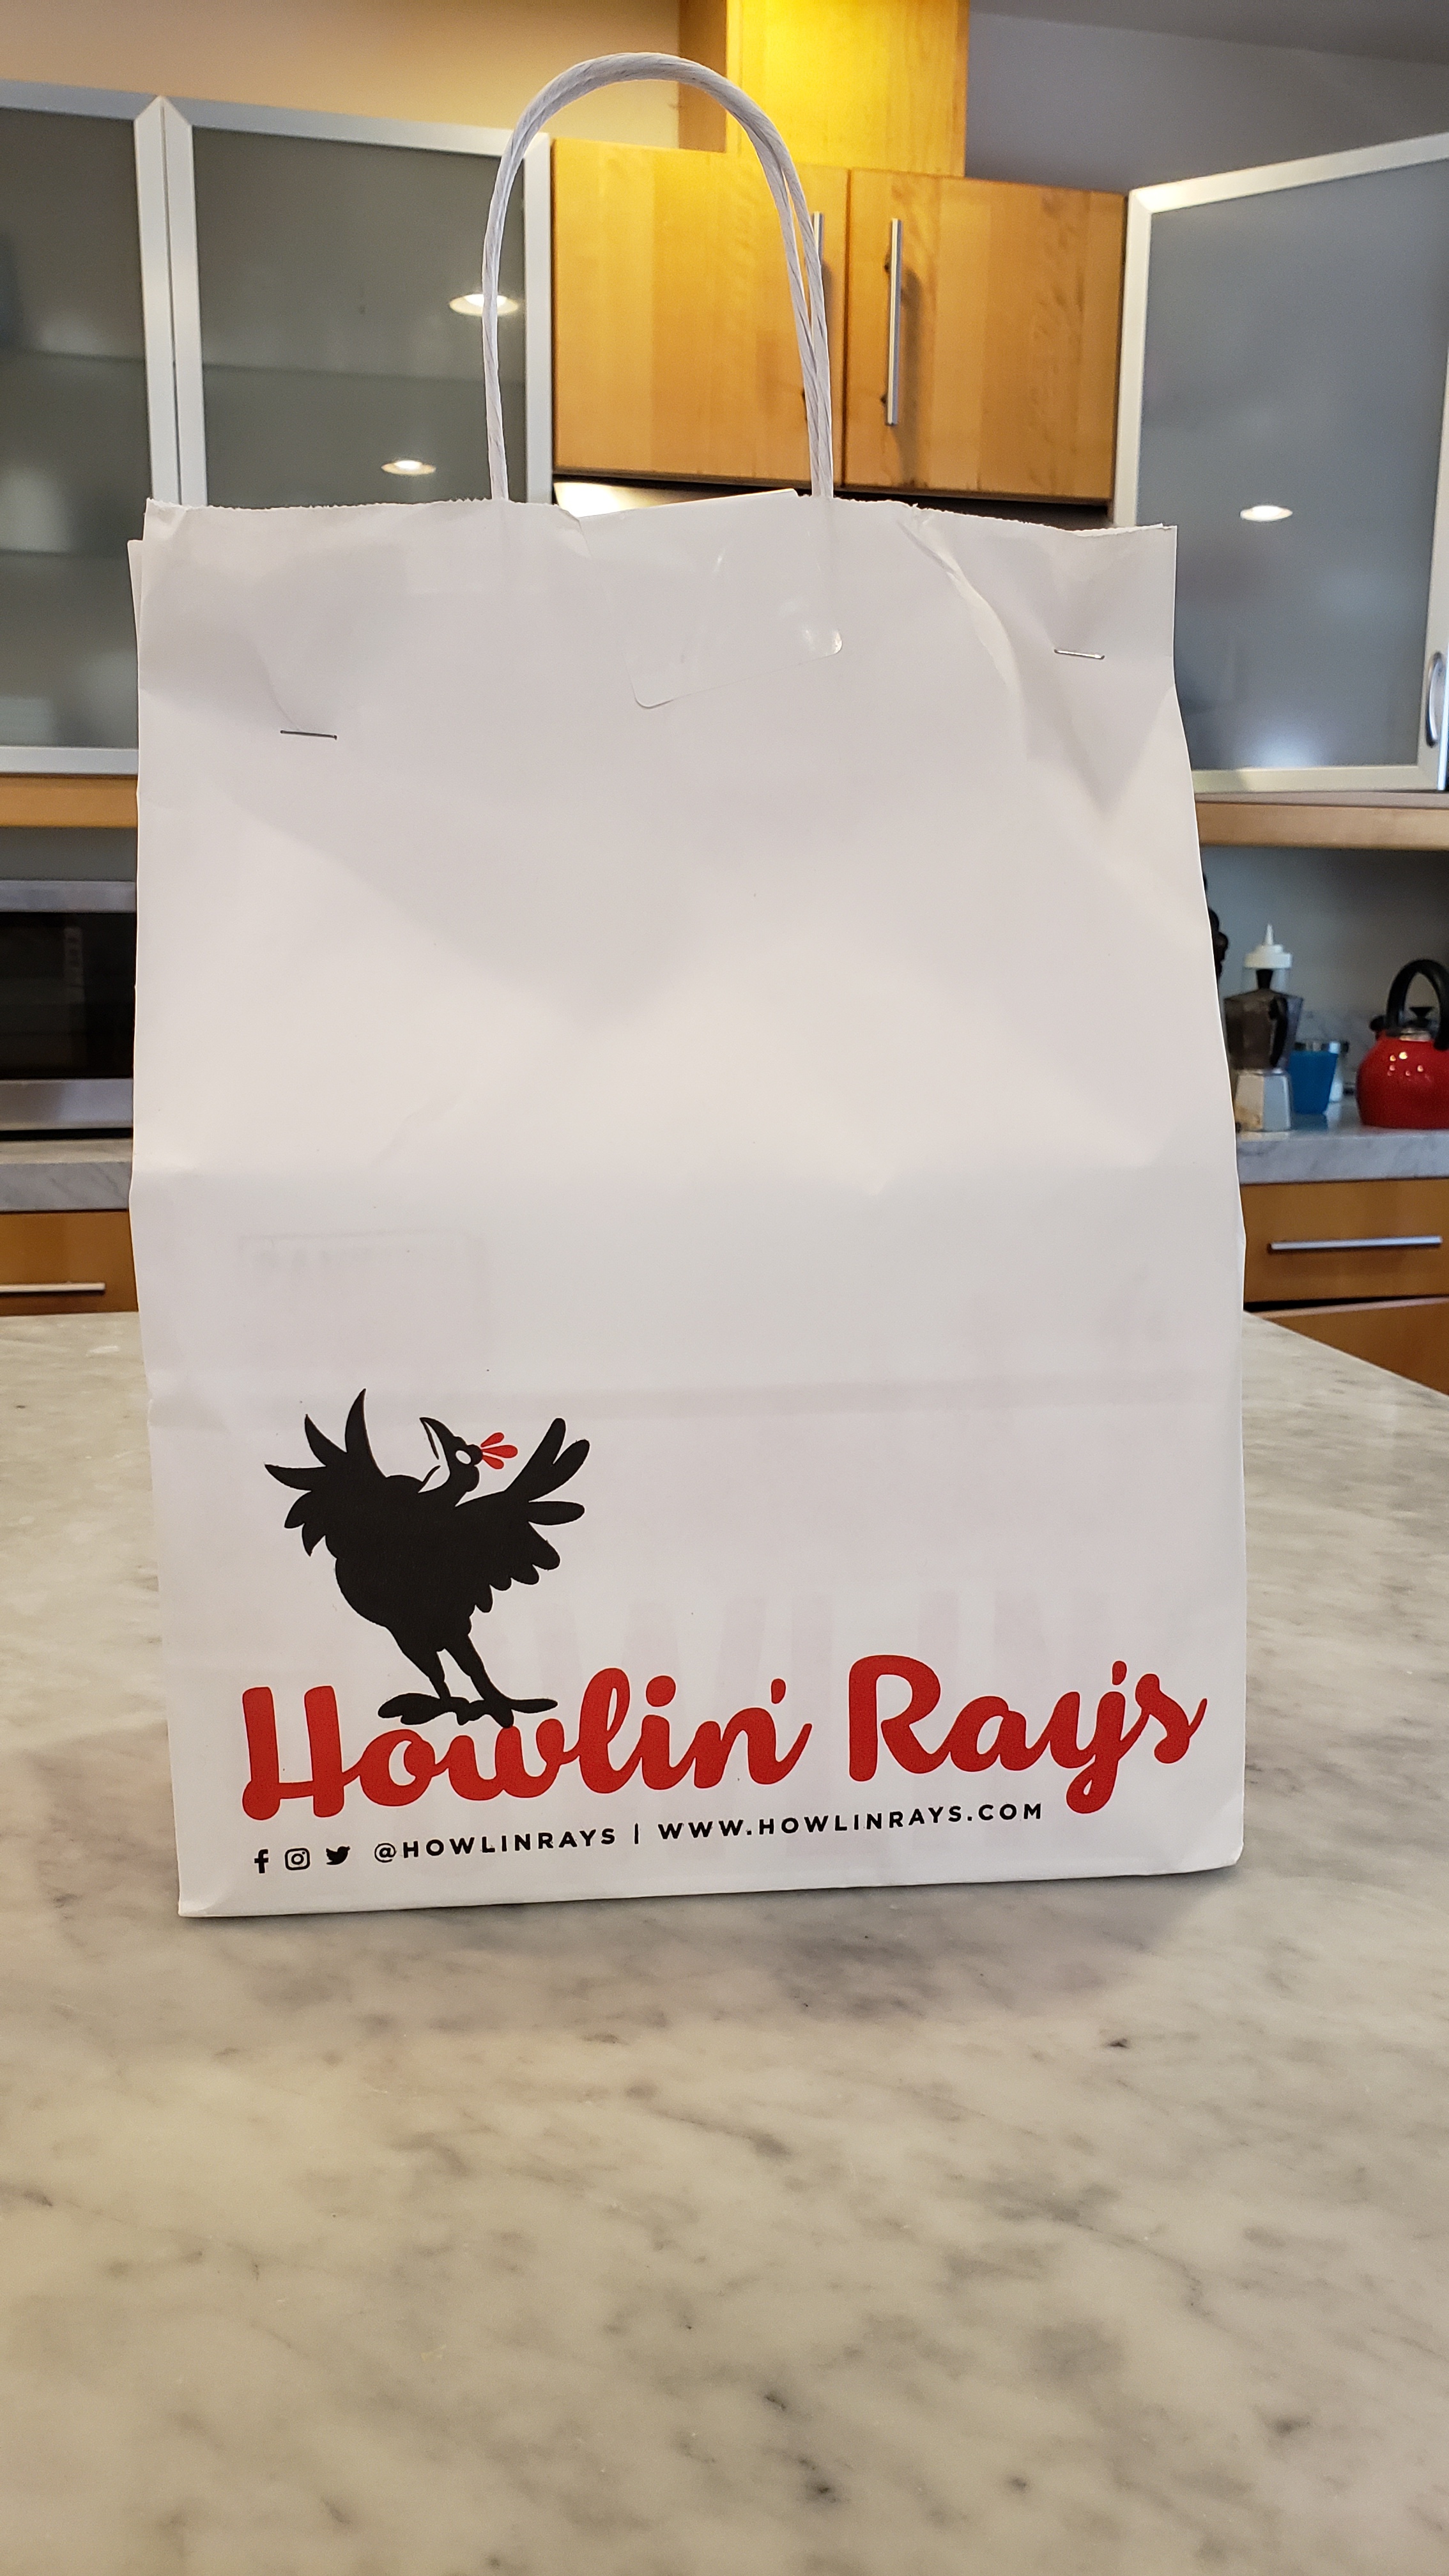 Howlin' Ray's
@HOWLINRAYS | WWW.HOWLINRAYS.COM